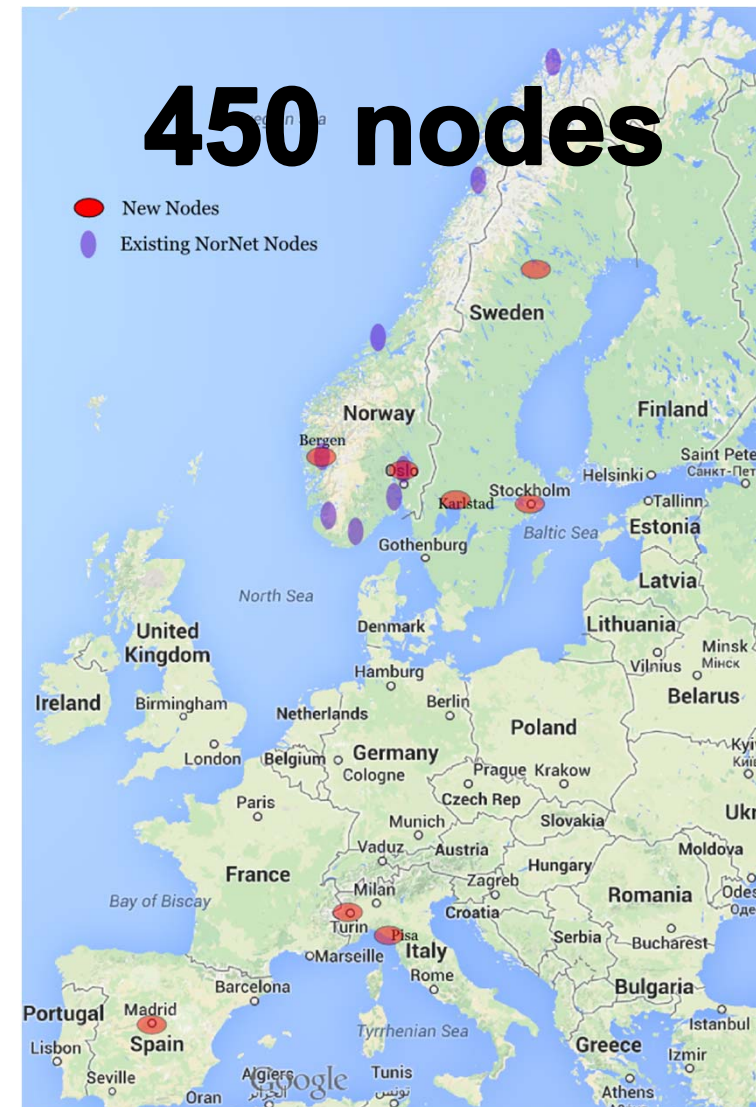 450 nodes
New Nodes
Existing NorNet Nodes
Sweden
Norway
Finland
Bergen
Oslo
Saint Pete
Санкт-Пет
Helsinki
Stockholm
Karlstad
Tallinn
Baltic Sea
Estonia
Gothenburg
Latvia
North Sea
Denmark
Lithuania
United
Kingdom
Minsk
Мінск
Vilnius
Hamburg
Belarus
Ireland
Birmingham
Berlin
Netherlands
Poland
London
Belgium
Germany
Cologne
Prague
Krakow
Paris
Czech Rep
Munich
Slovakia
Ukr
Vaduz
Austria
Moldova
Hungary
France
Milan
Zagreb
Odes
Оде
Romania
Bay of Biscay
Croatia
Turin
Pisa
Serbia
Bucharest
Marseille
Italy
Rome
Barcelona
Bulgaria
Portugal
Madrid
Istanbul
Tyrrhenian Sea
Spain
Lisbon
Greece
Izmir
Seville
Algiers
Google
Tunis
تونس
Oran
Athens